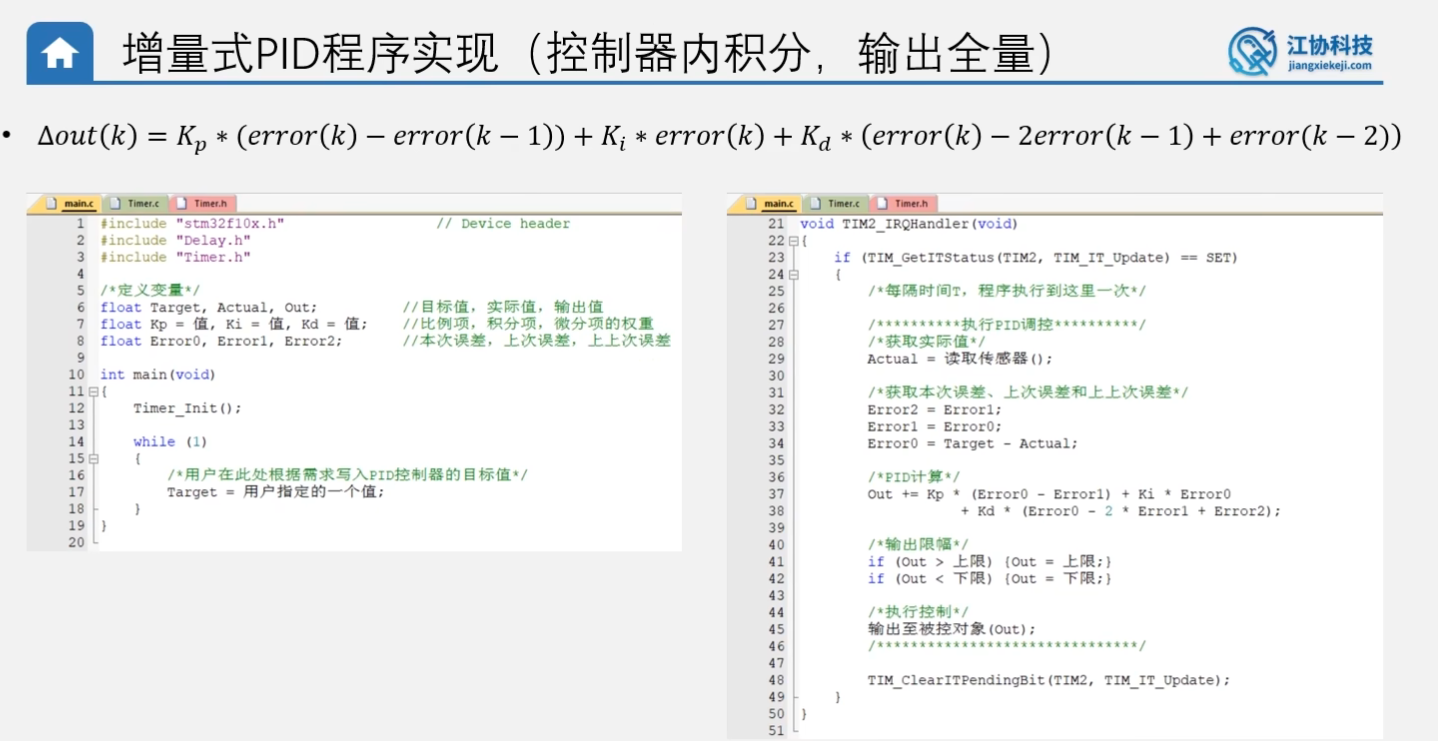 增量式PID程序实现（控制器内积分，输出全量）
江协科技
jiangxiekeji.com
• Δout(k) = Kp ∗ (error(k) − error(k − 1)) + Ki ∗ error(k) + Kd ∗ (error(k) − 2error(k − 1) + error(k − 2))
main.c Timer.c Timer.h
1 #include "stm32f10x.h" // Device header
2 #include "Delay.h"
3 #include "Timer.h"
4
5 /*定义变量*/
6 float Target, Actual, Out; //目标值，实际值，输出值
7 float Kp = 值, Ki = 值, Kd = 值; //比例项，积分项，微分项的权重
8 float Error0, Error1, Error2; //本次误差，上次误差，上上次误差
9
10 int main(void)
11 {
12 Timer_Init();
13
14 while (1)
15 {
16 /*用户在此处根据需求写入PID控制器的目标值*/
17 Target = 用户指定的一个值;
18 }
19 }
20
main.c Timer.c Timer.h
21 void TIM2_IRQHandler(void)
22 {
23 if (TIM_GetITStatus(TIM2, TIM_IT_Update) == SET)
24 {
25 /*每隔时间T，程序执行到这里一次*/
26
27 /**********执行PID调控**********/
28 /*获取实际值*/
29 Actual = 读取传感器();
30
31 /*获取本次误差、上次误差和上上次误差*/
32 Error2 = Error1;
33 Error1 = Error0;
34 Error0 = Target - Actual;
35
36 /*PID计算*/
37 Out += Kp * (Error0 - Error1) + Ki * Error0
38 + Kd * (Error0 - 2 * Error1 + Error2);
39
40 /*输出限幅*/
41 if (Out > 上限) {Out = 上限;}
42 if (Out < 下限) {Out = 下限;}
43
44 /*执行控制*/
45 输出至被控对象(Out);
46 /********************************/
47
48 TIM_ClearITPendingBit(TIM2, TIM_IT_Update);
49 }
50 }
51